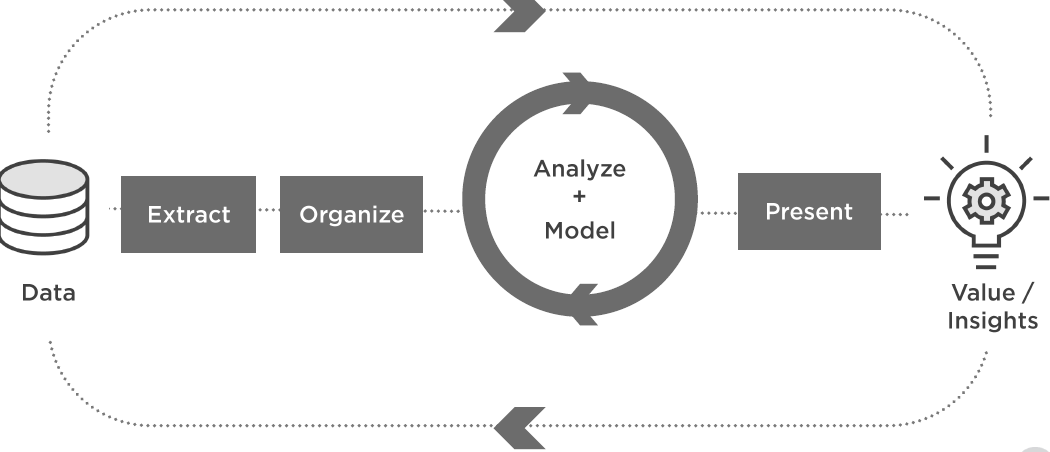 Data
Extract
Organize
Analyze
+
Model
Present
Value /
Insights